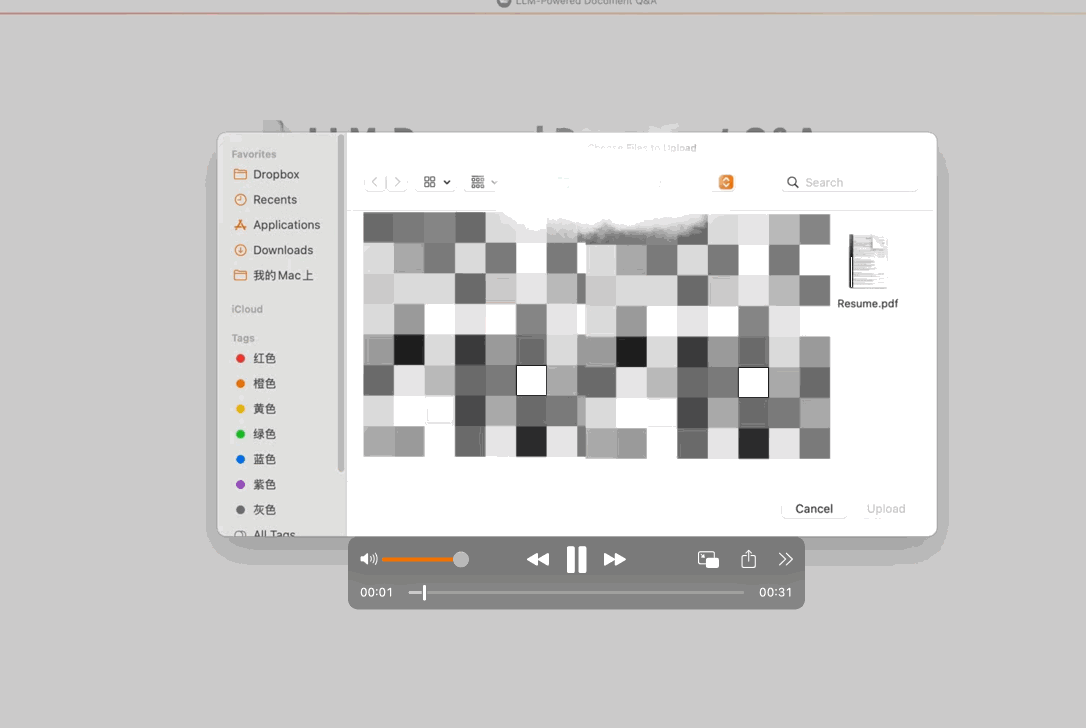 LLM-Powered Document Q&A
Choose Files to Upload
Favorites
Dropbox
Recents
Applications
Downloads
我的Mac上
iCloud
Tags
红色
橙色
黄色
绿色
蓝色
紫色
灰色
All Tags
Search
Resume.pdf
Cancel
Upload
00:01
00:31